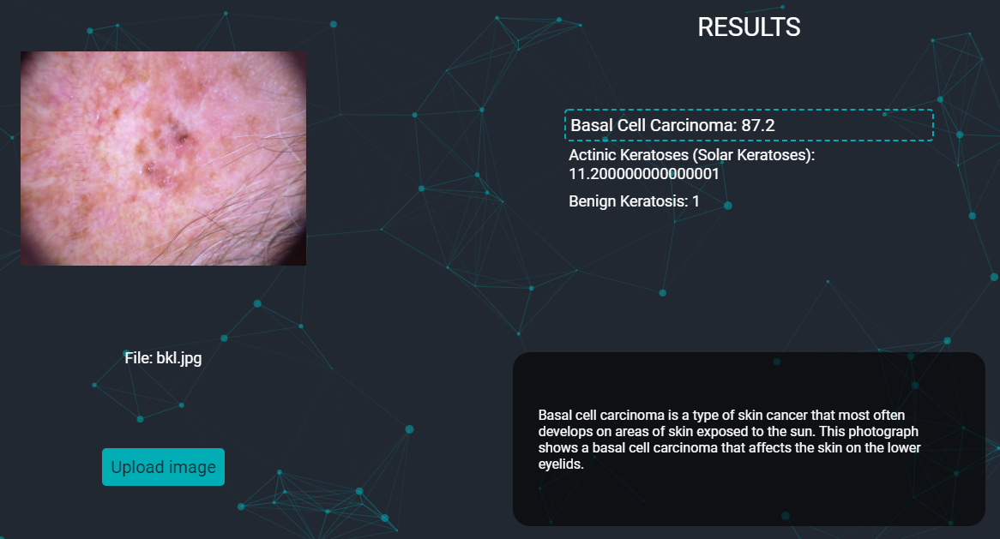 RESULTS
Basal Cell Carcinoma: 87.2
Actinic Keratoses (Solar Keratoses):
11.200000000000001
Benign Keratosis: 1
File: bkl.jpg
Upload image
Basal cell carcinoma is a type of skin cancer that most often
develops on areas of skin exposed to the sun. This photograph
shows a basal cell carcinoma that affects the skin on the lower
eyelids.